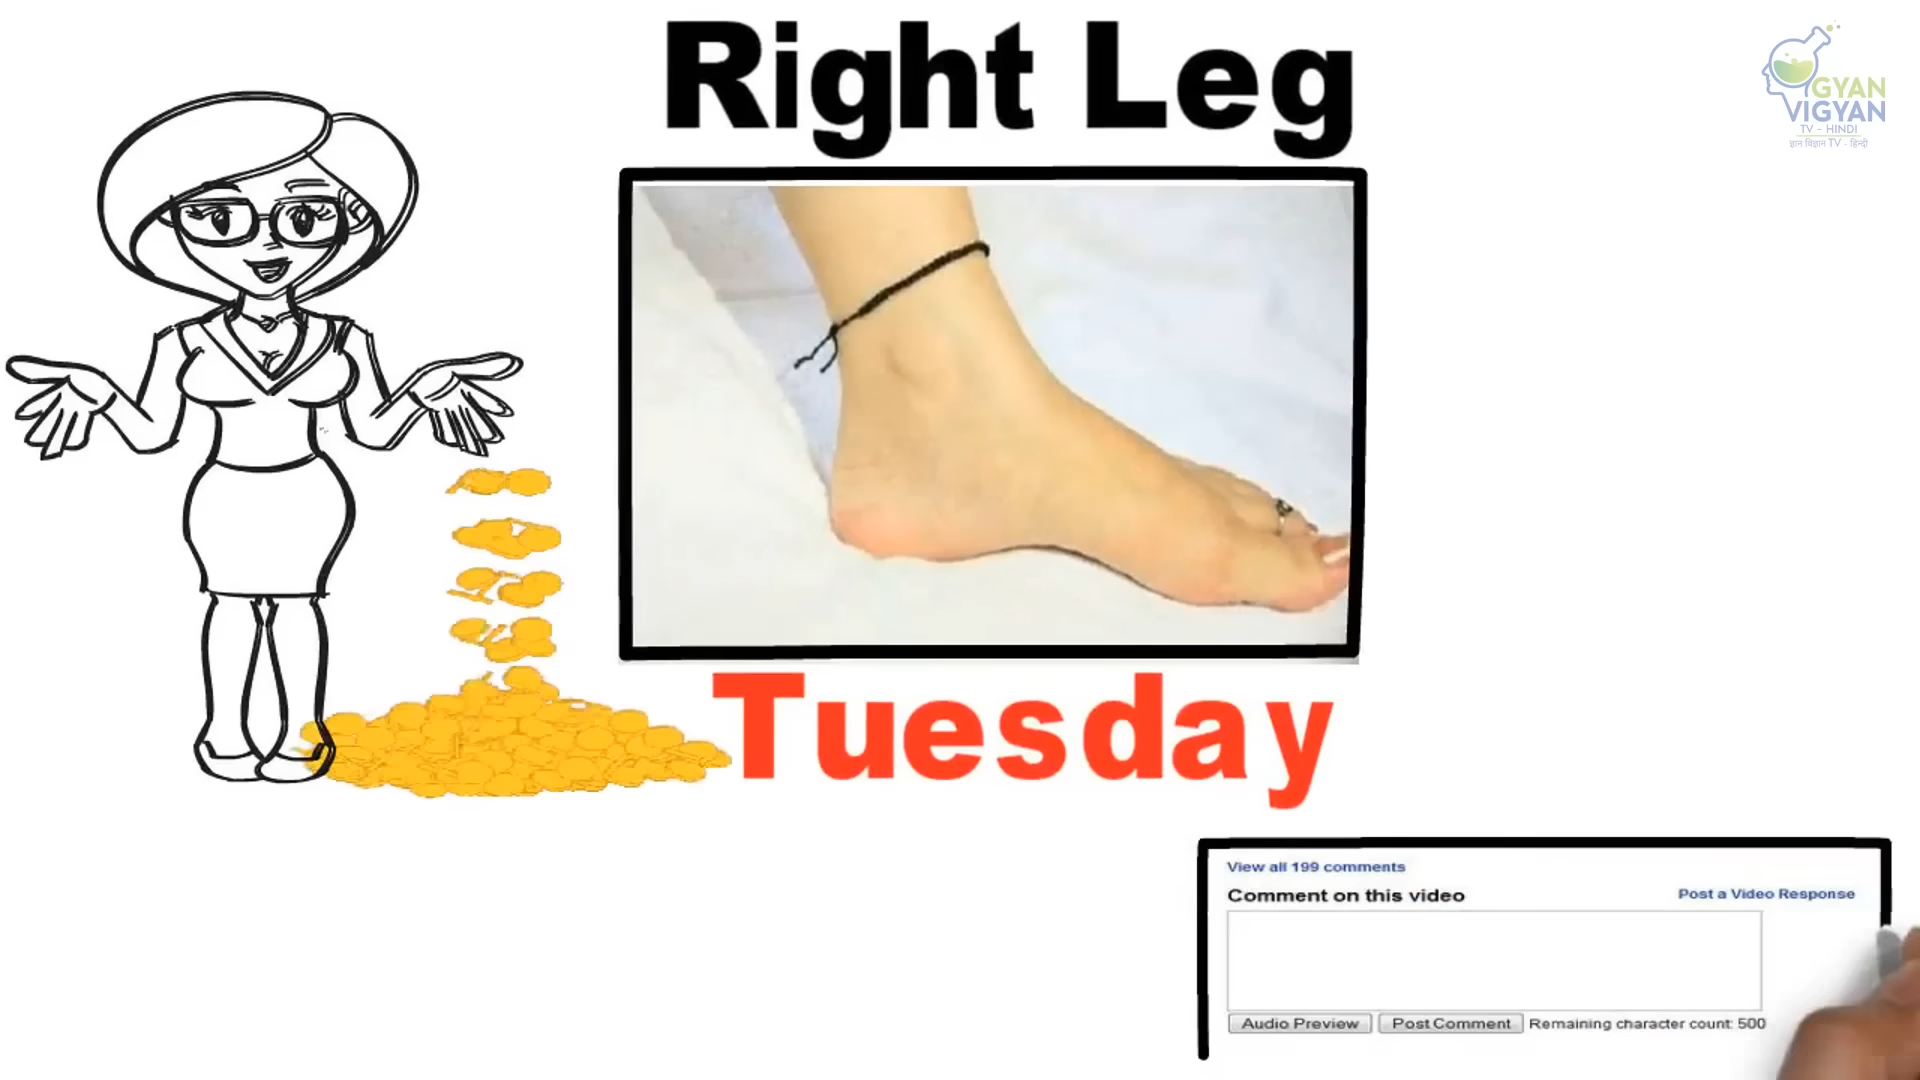 Right Leg
GYAN
VIGYAN
TV - HINDI
ज्ञान विज्ञान TV - हिन्दी
Tuesday
View all 199 comments
Comment on this video
Post a Video Response
Audio Preview
Post Comment
Remaining character count: 500